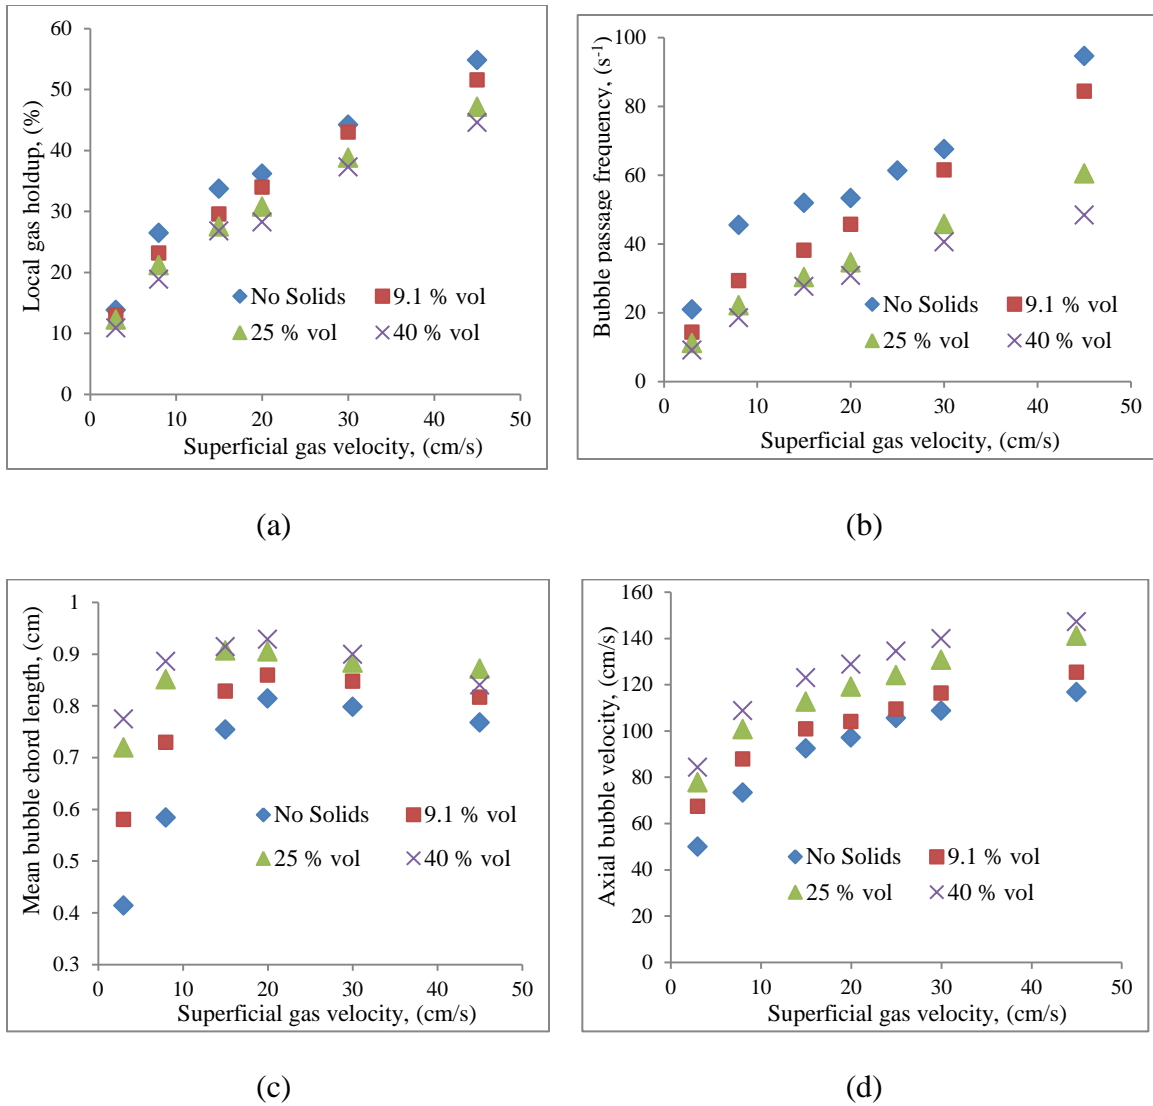 60
50
40
30
20
10
0
0 10 20 30 40 50
Local gas holdup, (%)
Superficial gas velocity, (cm/s)
No Solids 9.1 % vol
25 % vol 40 % vol
(a)
100
80
60
40
20
0
0 10 20 30 40 50
Bubble passage frequency, (s-1)
Superficial gas velocity, (cm/s)
No Solids 9.1 % vol
25 % vol 40 % vol
(b)
1
0.9
0.8
0.7
0.6
0.5
0.4
0.3
0 10 20 30 40 50
Mean bubble chord length, (cm)
Superficial gas velocity, (cm/s)
No Solids 9.1 % vol
25 % vol 40 % vol
(c)
160
140
120
100
80
60
40
20
0
0 10 20 30 40 50
Axial bubble velocity, (cm/s)
Superficial gas velocity, (cm/s)
No Solids 9.1 % vol
25 % vol 40 % vol
(d)